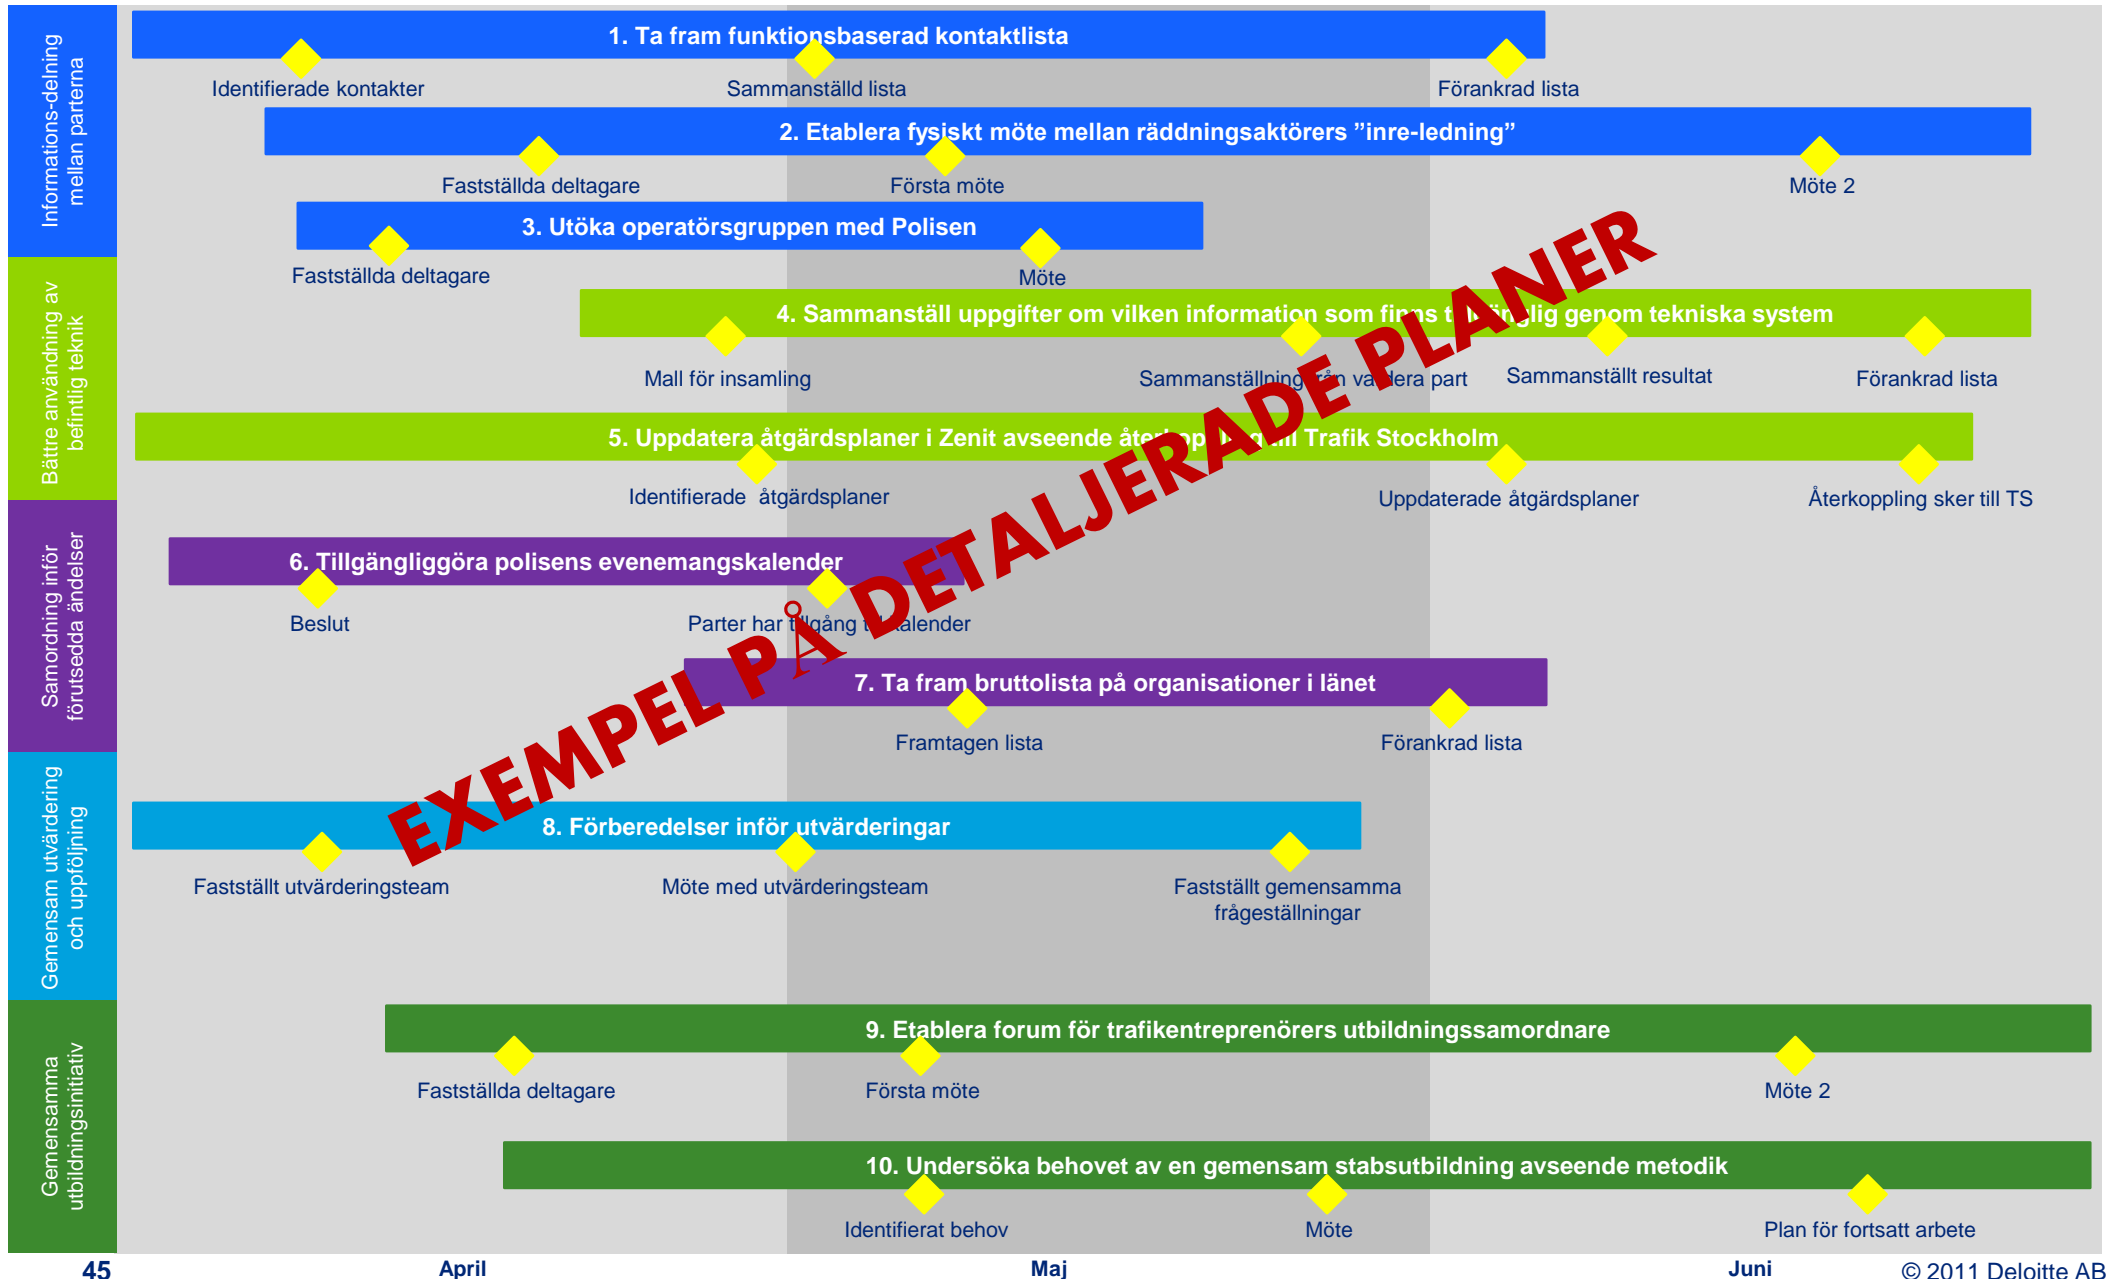 Informations-delning
mellan parterna
1. Ta fram funktionsbaserad kontaktlista
Identifierade kontakter
Sammanställd lista
Förankrad lista
2. Etablera fysiskt möte mellan räddningsaktörers ”inre-ledning”
Fastställda deltagare
Första möte
Möte 2
3. Utöka operatörsgruppen med Polisen
Fastställda deltagare
Möte
Bättre användning av
befintlig teknik
4. Sammanställ uppgifter om vilken information som finns tillgänglig genom tekniska system
Mall för insamling
Sammanställning från vardera part
Sammanställt resultat
Förankrad lista
5. Uppdatera åtgärdsplaner i Zenit avseende återkoppling till Trafik Stockholm
Identifierade åtgärdsplaner
Uppdaterade åtgärdsplaner
Återkoppling sker till TS
Samordning inför
förutsedda ändelser
6. Tillgängliggöra polisens evenemangskalender
Beslut
Parter har tillgång till kalender
7. Ta fram bruttolista på organisationer i länet
Framtagen lista
Förankrad lista
EXEMPEL PÅ DETALJERADE PLANER
Gemensam utvärdering
och uppföljning
8. Förberedelser inför utvärderingar
Fastställt utvärderingsteam
Möte med utvärderingsteam
Fastställt gemensamma
frågeställningar
Gemensamma
utbildningsinitiativ
9. Etablera forum för trafikentreprenörers utbildningssamordnare
Fastställda deltagare
Första möte
Möte 2
10. Undersöka behovet av en gemensam stabsutbildning avseende metodik
Identifierat behov
Möte
Plan för fortsatt arbete
45
April
Maj
Juni
© 2011 Deloitte AB